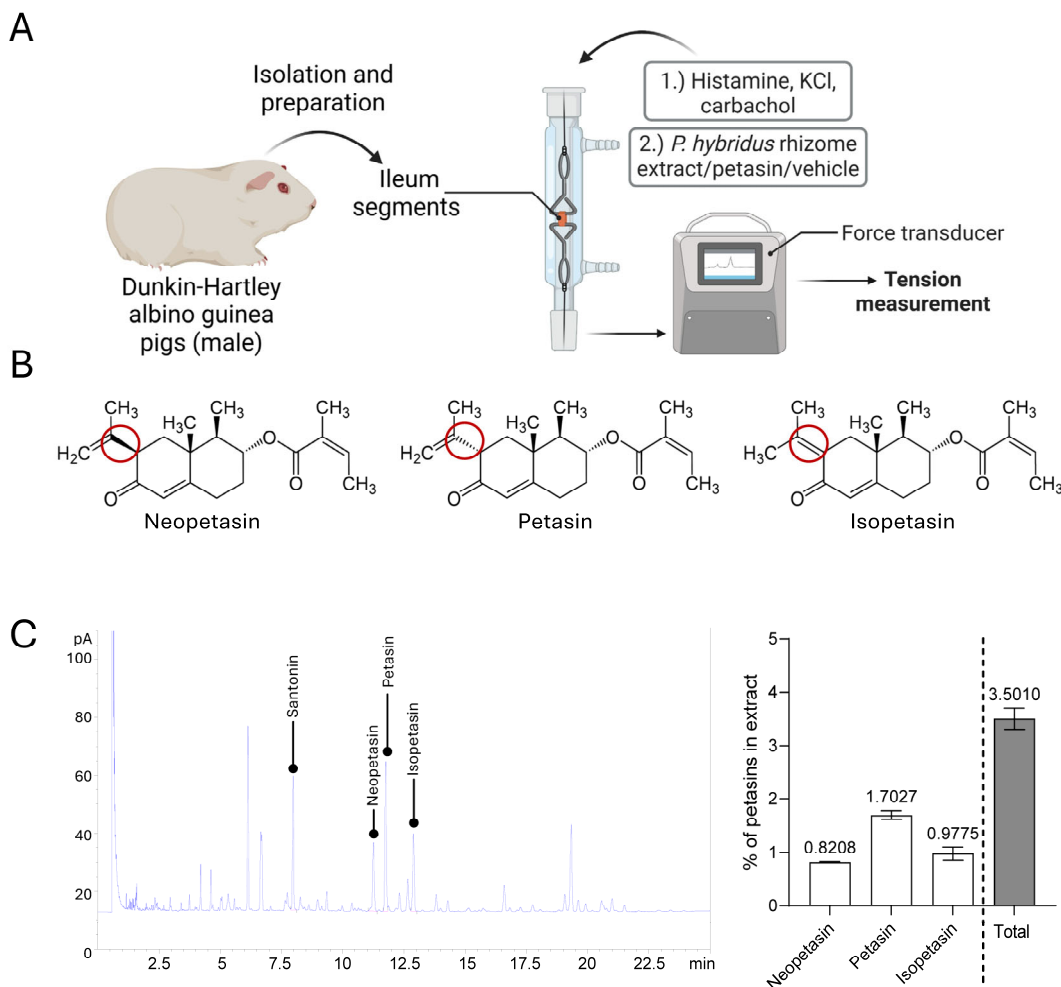 A
Isolation and
preparation
1.) Histamine, KCl,
carbachol
2.) P. hybridus rhizome
extract/petasin/vehicle
Ileum
segments
Force transducer
Tension
measurement
Dunkin-Hartley
albino guinea
pigs (male)
B
CH3
H3C
CH3
CH3
H2C
O
O
O
CH3
Neopetasin
CH3
H3C
CH3
CH3
H2C
O
O
O
CH3
Petasin
CH3
H3C
CH3
CH3
H3C
O
O
O
CH3
Isopetasin
C
pA
100
80
60
40
20
0
Santonin
Neopetasin
Petasin
Isopetasin
2.5
5
7.5
10
12.5
15
17.5
20
22.5
min
% of petasins in extract
5
4
3
2
1
0
0.8208
1.7027
0.9775
3.5010
Neopetasin
Petasin
Isopetasin
Total